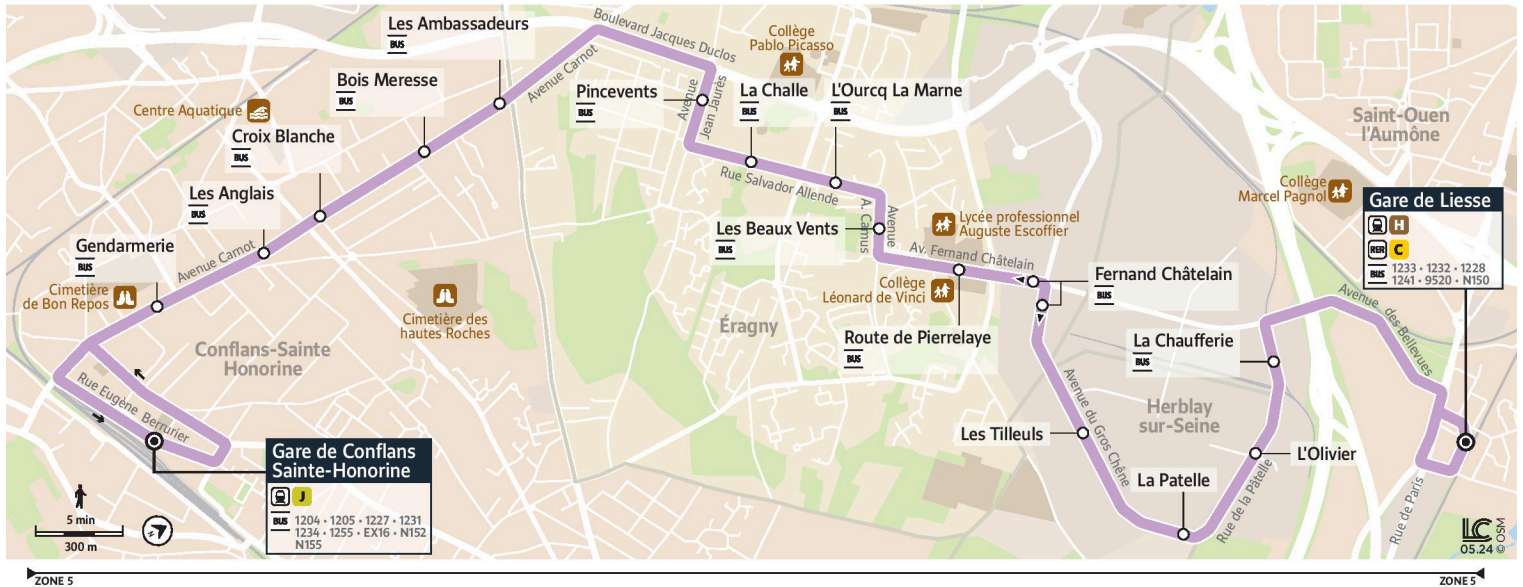 Les Ambassadeurs
BUS
Boulevard Jacques Duclos
Avenue Carnot
Bois Meresse
BUS
Centre Aquatique
Croix Blanche
BUS
Les Anglais
BUS
Gendarmerie
BUS
Avenue Carnot
Cimetière
de Bon Repos
Cimetière des
hautes Roches
Conflans-Sainte
Honorine
Rue Eugène Berrurier
Gare de Conflans
Sainte-Honorine
J
BUS 1204 • 1205 • 1227 • 1231
1234 • 1255 • EX16 • N152
N155
5 min
300 m
Collège
Pablo Picasso
Pincevents
BUS
Avenue
Jean Jaurès
La Challe
BUS
L'Ourcq La Marne
BUS
Rue Salvador Allende
Les Beaux Vents
BUS
Avenue
A. Camus
Lycée professionnel
Auguste Escoffier
Av. Fernand Châtelain
Collège
Léonard de Vinci
Éragny
Route de Pierrelaye
BUS
Fernand Châtelain
BUS
La Chaufferie
BUS
Avenue du Gros Chêne
Herblay
sur-Seine
Les Tilleuls
La Patelle
L'Olivier
Rue de la Pâtelle
Saint-Ouen
l'Aumône
Collège
Marcel Pagnol
Gare de Liesse
H
RER C
BUS 1233 • 1232 • 1228
1241 • 9520 • N150
Avenue des Bellevues
Rue de Paris
LC
05.24 © OSM
ZONE 5
ZONE 5